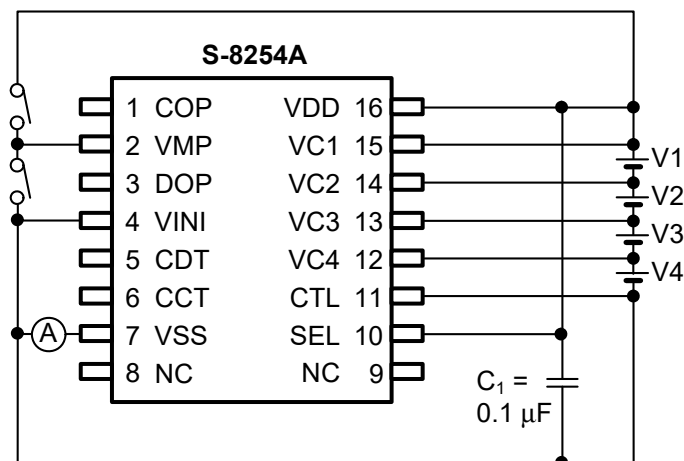 S-8254A
1 COP VDD 16
2 VMP VC1 15
3 DOP VC2 14
4 VINI VC3 13
5 CDT VC4 12
6 CCT CTL 11
7 VSS SEL 10
8 NC NC 9
A
V1
V2
V3
V4
C₁ =
0.1 μF